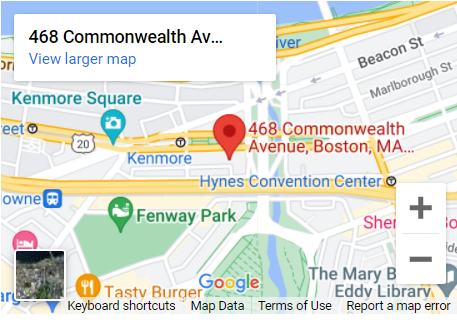 468 Commonwealth Av...
View larger map
River
Beacon St
Marlborough St
Kenmore Square
reet
20
Kenmore
468 Commonwealth
Avenue, Boston, MA...
Hynes Convention Center
owne
Fenway Park
Sher
Google
Tasty Burger
The Mary B
Eddy Library
Keyboard shortcuts
Map Data
Terms of Use
Report a map error